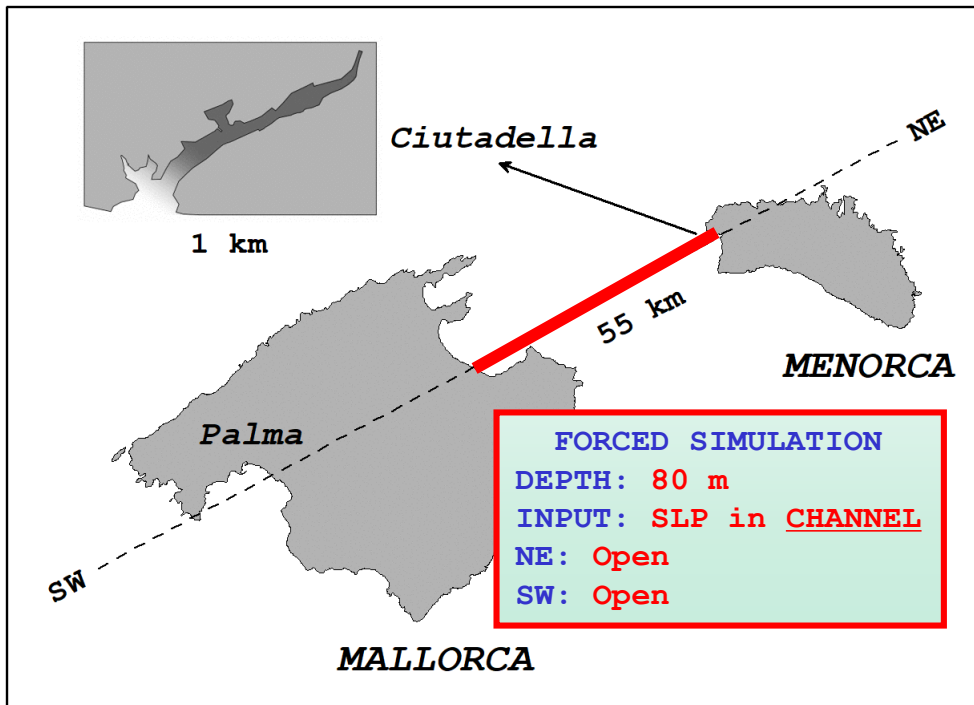 Ciutadella
NE
1 km
55 km
MENORCA
Palma
FORCED SIMULATION
DEPTH: 80 m
INPUT: SLP in CHANNEL
NE: Open
SW: Open
SW
MALLORCA